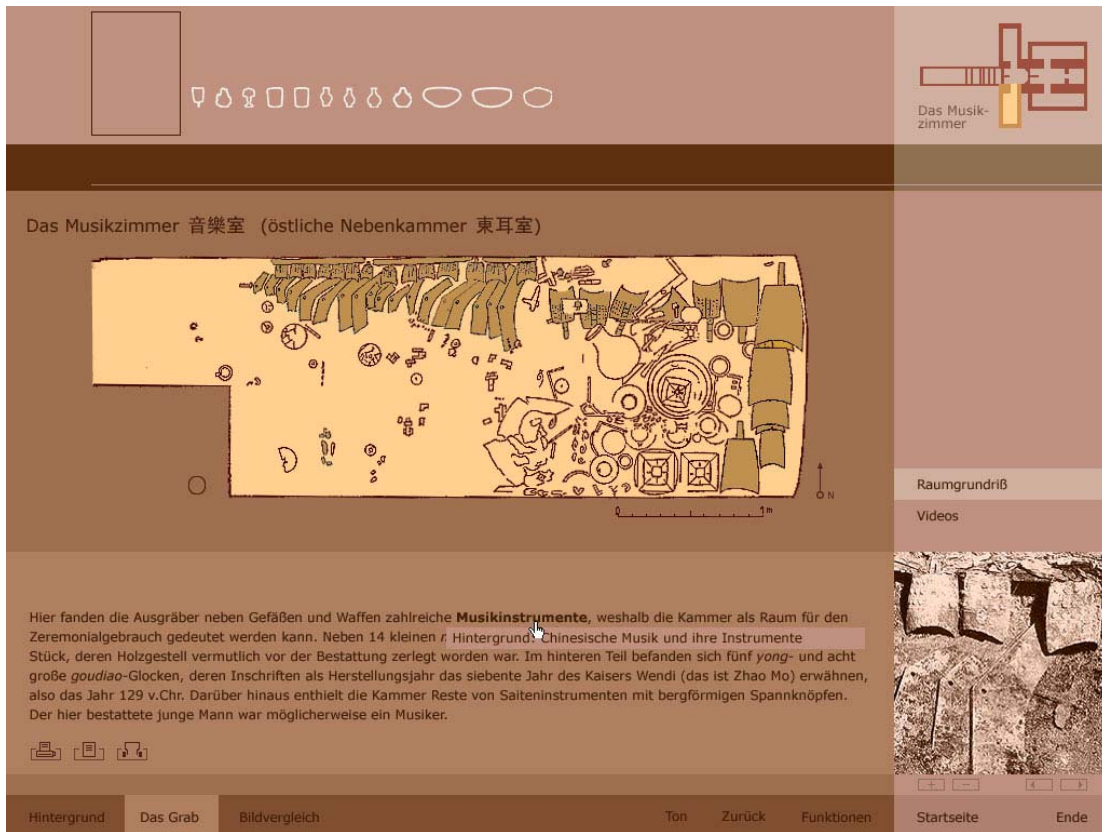 Das Musik-
zimmer
Das Musikzimmer 音樂室 (östliche Nebenkammer 東耳室)
N
0 1m
Raumgrundriß
Videos
Hier fanden die Ausgräber neben Gefäßen und Waffen zahlreiche Musikinstrumente, weshalb die Kammer als Raum für den
Zeremonialgebrauch gedeutet werden kann. Neben 14 kleinen
Hintergrund: Chinesische Musik und ihre Instrumente
Stück, deren Holzgestell vermutlich vor der Bestattung zerlegt worden war. Im hinteren Teil befanden sich fünf yong- und acht
große goudiao-Glocken, deren Inschriften als Herstellungsjahr das siebente Jahr des Kaisers Wendi (das ist Zhao Mo) erwähnen,
also das Jahr 129 v.Chr. Darüber hinaus enthielt die Kammer Reste von Saiteninstrumenten mit bergförmigen Spannknöpfen.
Der hier bestattete junge Mann war möglicherweise ein Musiker.
Hintergrund Das Grab Bildvergleich Ton Zurück Funktionen Startseite Ende